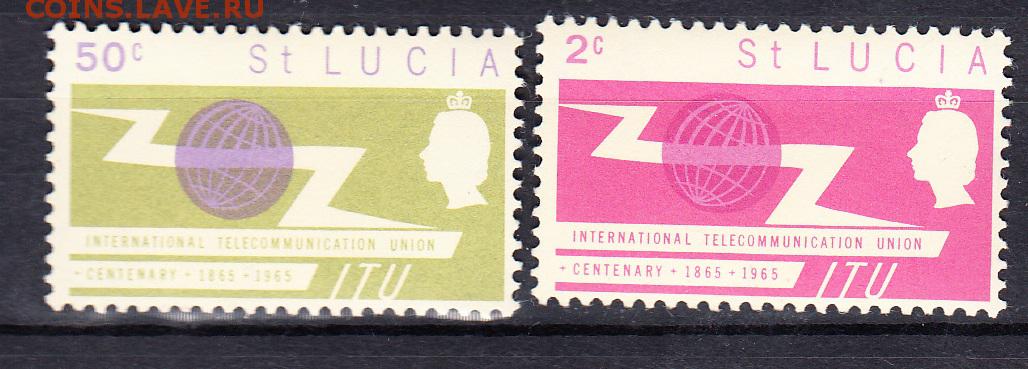 COINS.LAVE.RU
50c St LUCIA
INTERNATIONAL TELECOMMUNICATION UNION
+ CENTENARY + 1865 + 1965 ITU
2c St LUCIA
INTERNATIONAL TELECOMMUNICATION UNION
+ CENTENARY + 1865 + 1965 ITU